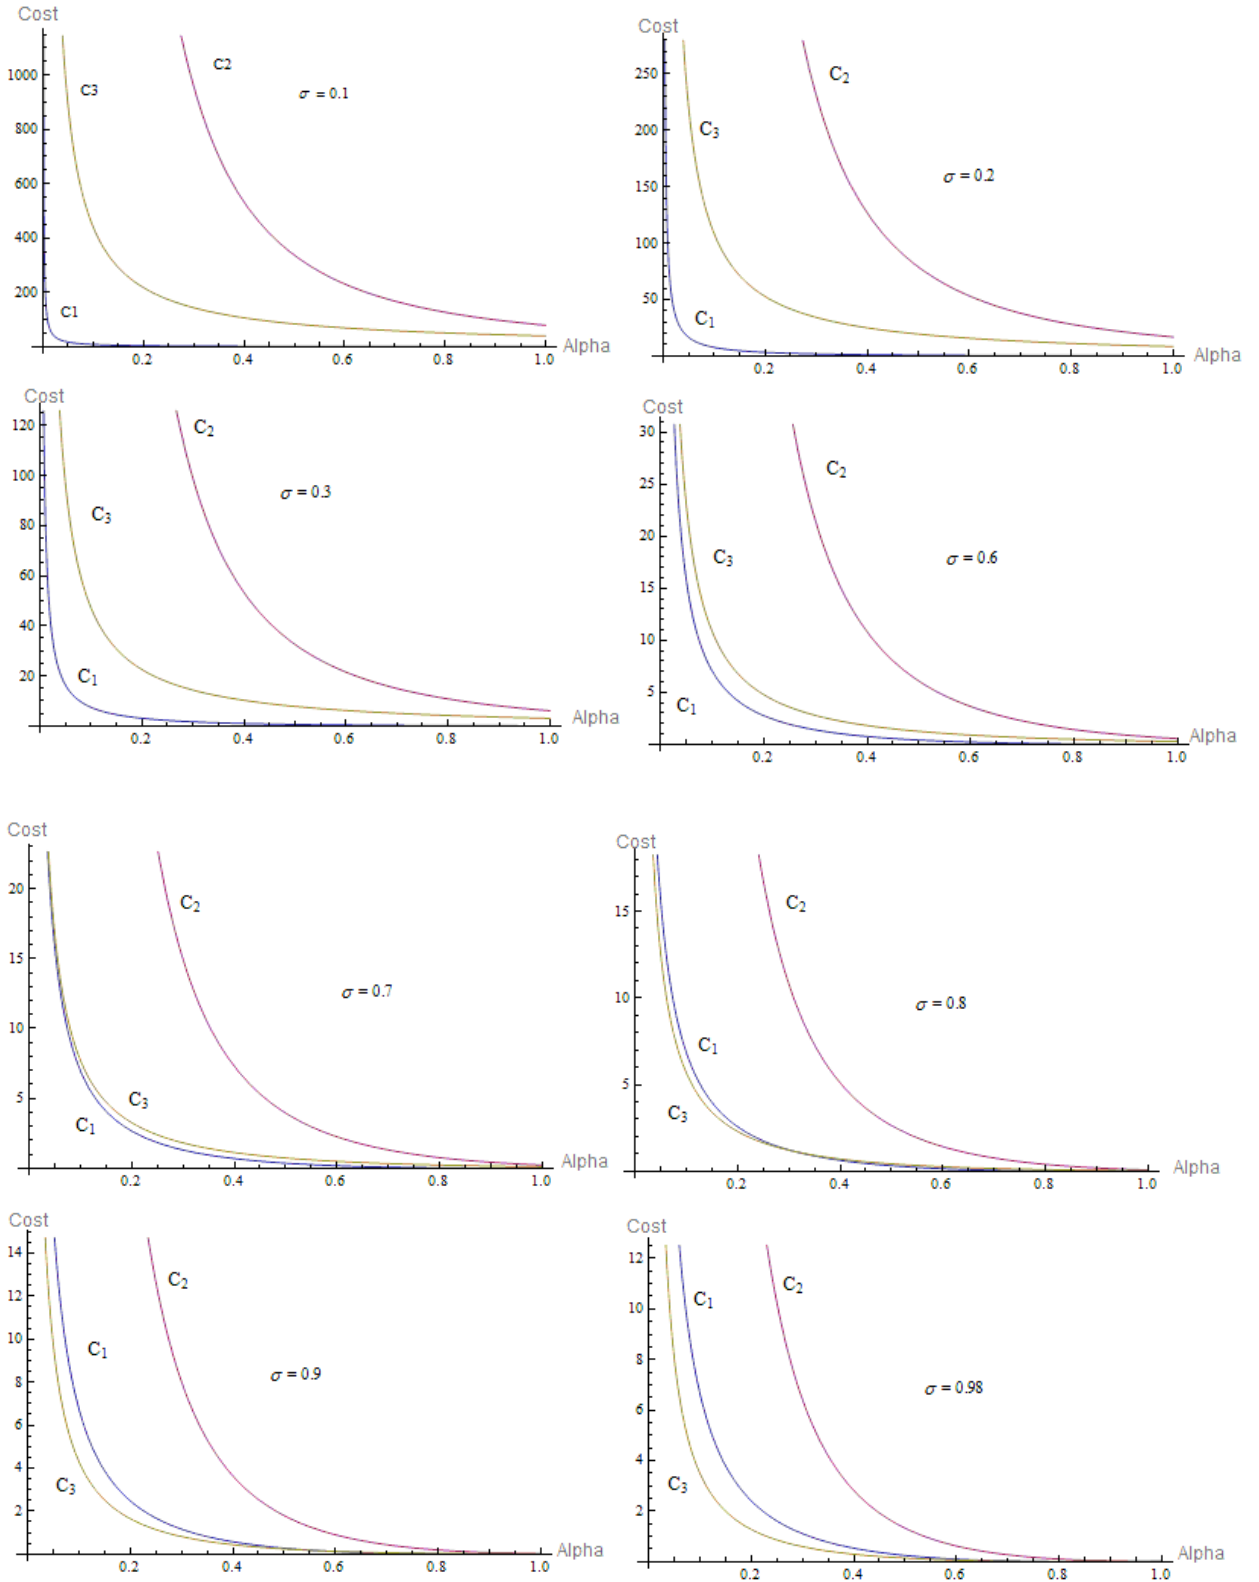 Cost
1000
800
600
400
200
C3
C2
σ = 0.1
C1
0.2 0.4 0.6 0.8 1.0
Alpha
Cost
250
200
150
100
50
C2
C3
σ = 0.2
C1
0.2 0.4 0.6 0.8 1.0
Alpha
Cost
120
100
80
60
40
20
C2
C3
σ = 0.3
C1
0.2 0.4 0.6 0.8 1.0
Alpha
Cost
30
25
20
15
10
5
C2
C3
σ = 0.6
C1
0.2 0.4 0.6 0.8 1.0
Alpha
Cost
20
15
10
5
C2
σ = 0.7
C3
C1
0.2 0.4 0.6 0.8 1.0
Alpha
Cost
15
10
5
C2
σ = 0.8
C1
C3
0.2 0.4 0.6 0.8 1.0
Alpha
Cost
14
12
10
8
6
4
2
C2
C1
σ = 0.9
C3
0.2 0.4 0.6 0.8 1.0
Alpha
Cost
12
10
8
6
4
2
C1
C2
σ = 0.98
C3
0.2 0.4 0.6 0.8 1.0
Alpha